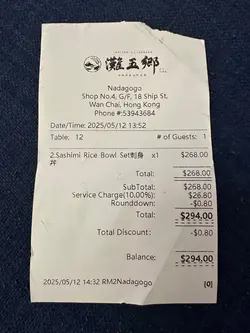 灘五郷
Nadagogo
Shop No.4, G/F, 18 Ship St,
Wan Chai, Hong Kong
Phone #:53943684
Date/Time: 2025/05/12 13:52
Table: 12 # of Guests: 1
2.Sashimi Rice Bowl Set刺身 x1 $268.00
丼
Total: $268.00
SubTotal: $268.00
Service Charge(10.00%): $26.80
Rounddown: -$0.80
Total: $294.00
Total Discount: -$0.80
Balance: $294.00
2025/05/12 14:32 RM2Nadagogo [0]